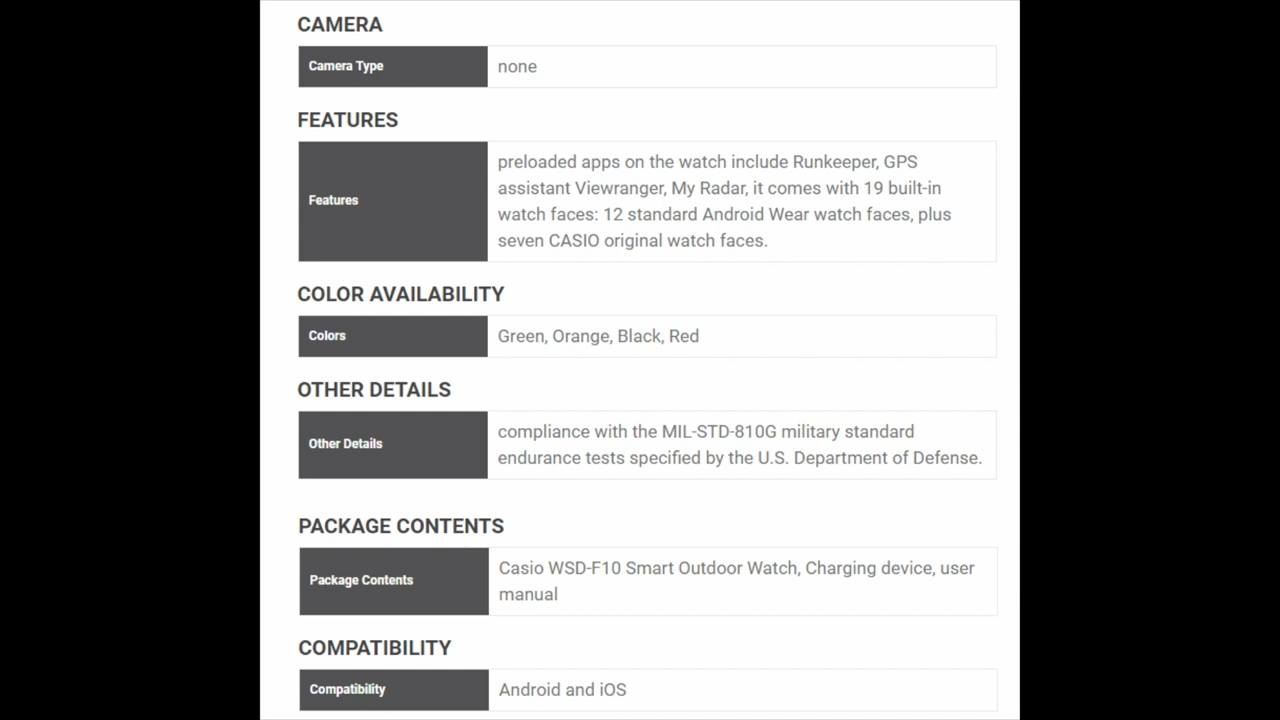 CAMERA
Camera Type
none
FEATURES
Features
preloaded apps on the watch include Runkeeper, GPS
assistant Viewranger, My Radar, it comes with 19 built-in
watch faces: 12 standard Android Wear watch faces, plus
seven CASIO original watch faces.
COLOR AVAILABILITY
Colors
Green, Orange, Black, Red
OTHER DETAILS
Other Details
compliance with the MIL-STD-810G military standard
endurance tests specified by the U.S. Department of Defense.
PACKAGE CONTENTS
Package Contents
Casio WSD-F10 Smart Outdoor Watch, Charging device, user
manual
COMPATIBILITY
Compatibility
Android and iOS